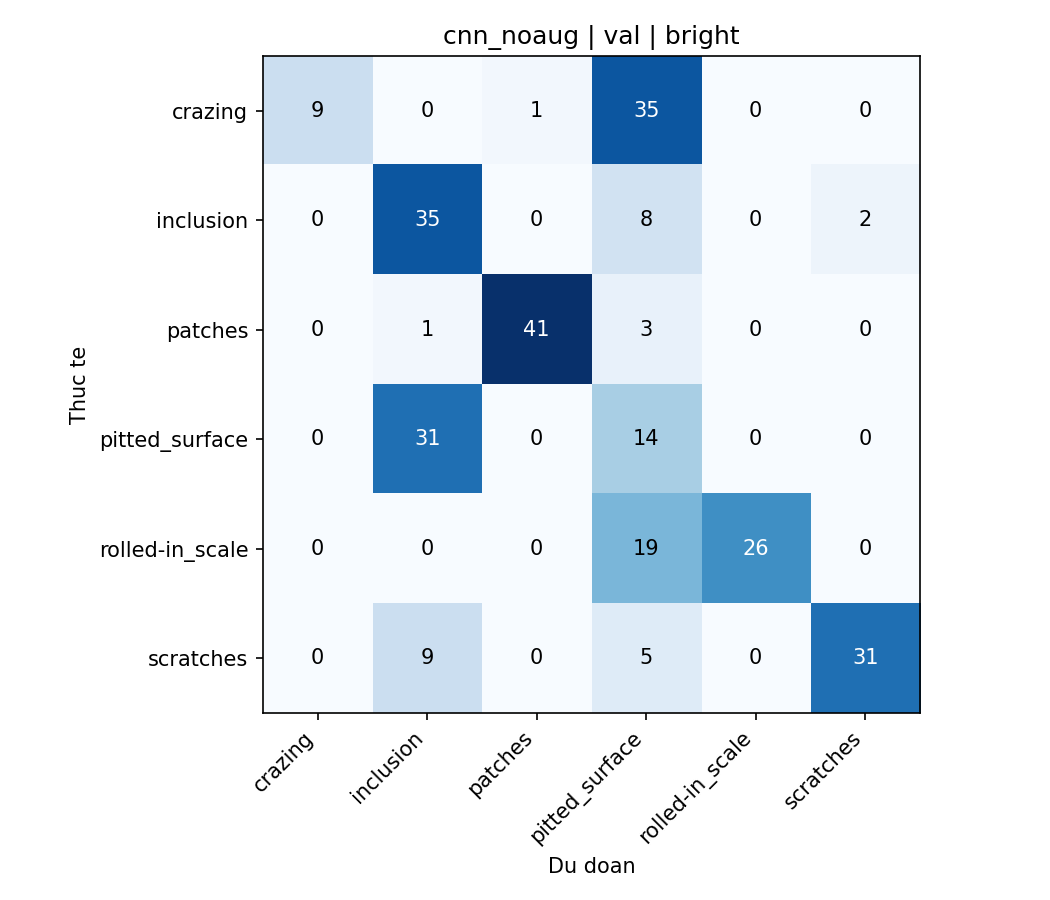 cnn_noaug | val | bright
crazing 9 0 1 35 0 0
inclusion 0 35 0 8 0 2
patches 0 1 41 3 0 0
Thuc te
pitted_surface 0 31 0 14 0 0
rolled-in_scale 0 0 0 19 26 0
scratches 0 9 0 5 0 31
crazing inclusion patches pitted_surface rolled-in_scale scratches
Du doan